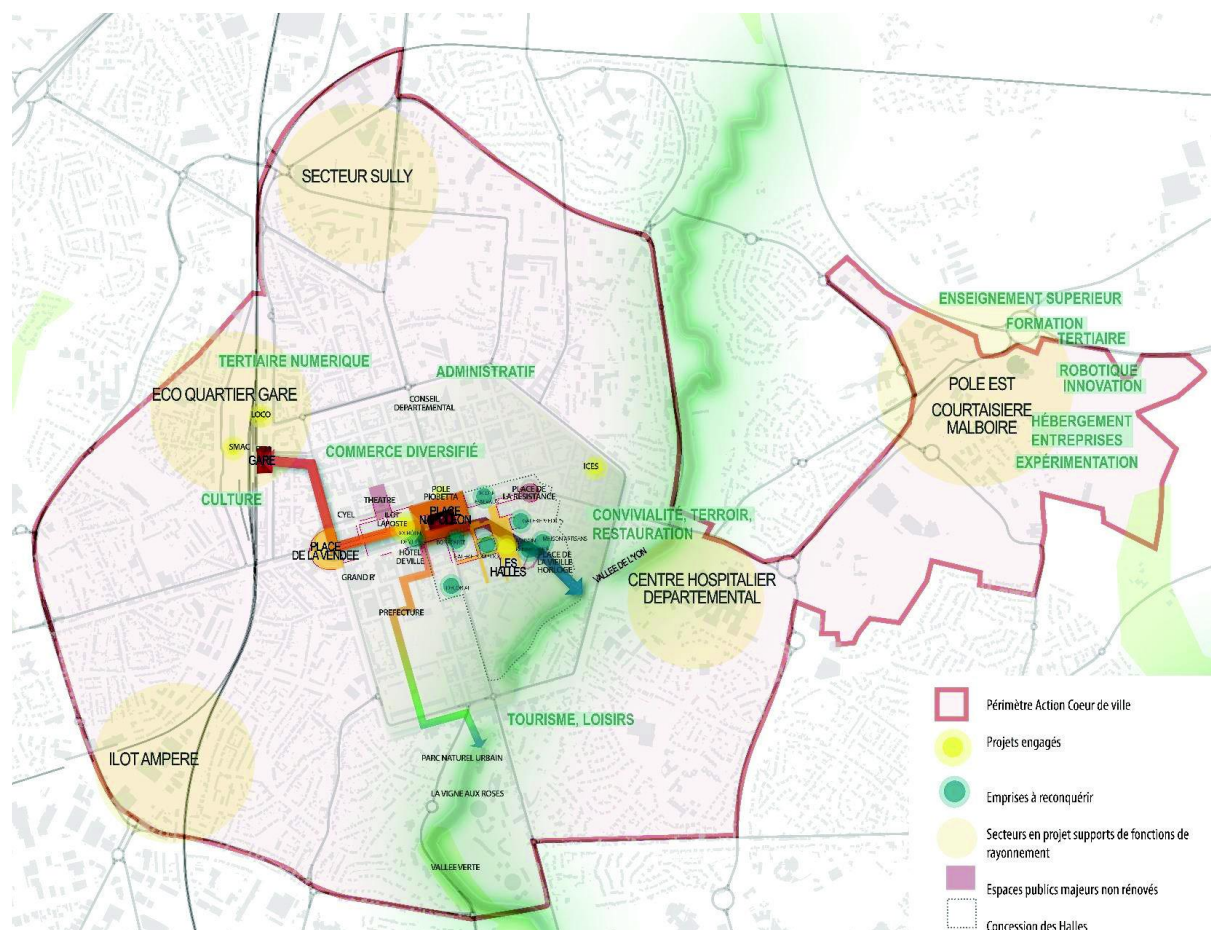 SECTEUR SULLY
ENSEIGNEMENT SUPERIEUR
FORMATION
TERTIAIRE
ROBOTIQUE
INNOVATION
POLE EST
COURTAISIERE
MALBOIRE
HÉBERGEMENT
ENTREPRISES
EXPÉRIMENTATION
TERTIAIRE NUMERIQUE
ADMINISTRATIF
ECO QUARTIER GARE
CONSEIL
DEPARTEMENTAL
LOCO
SMAC
GARE
COMMERCE DIVERSIFIÉ
ICES
CULTURE
THEATRE
POLE
PIOBETTA
PLACE DE
LA RESISTANCE
CYEL
ILOT
LAPOSTE
PLACE
NAPOLEON
CONVIVIALITÉ, TERROIR,
RESTAURATION
PLACE
DE LA VENDEE
HÔTEL
DE VILLE
LES
HALLES
PLACE DE
LA VIEILLE
HORLOGE
VALLEE DE L'YON
GRAND R'
CENTRE HOSPITALIER
DEPARTEMENTAL
PREFECTURE
TOURISME, LOISIRS
ILOT AMPERE
PARC NATUREL URBAIN
LA VIGNE AUX ROSES
VALLEE VERTE
Périmètre Action Coeur de ville
Projets engagés
Emprises à reconquérir
Secteurs en projet supports de fonctions de
rayonnement
Espaces publics majeurs non rénovés
Concession des Halles